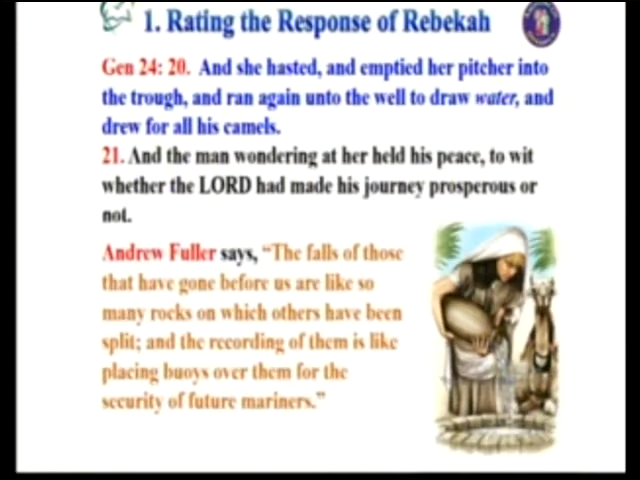 1. Rating the Response of Rebekah
Gen 24: 20. And she hasted, and emptied her pitcher into
the trough, and ran again unto the well to draw water, and
drew for all his camels.
21. And the man wondering at her held his peace, to wit
whether the LORD had made his journey prosperous or
not.
Andrew Fuller says, “The falls of those
that have gone before us are like so
many rocks on which others have been
split; and the recording of them is like
placing buoys over them for the
security of future mariners.”